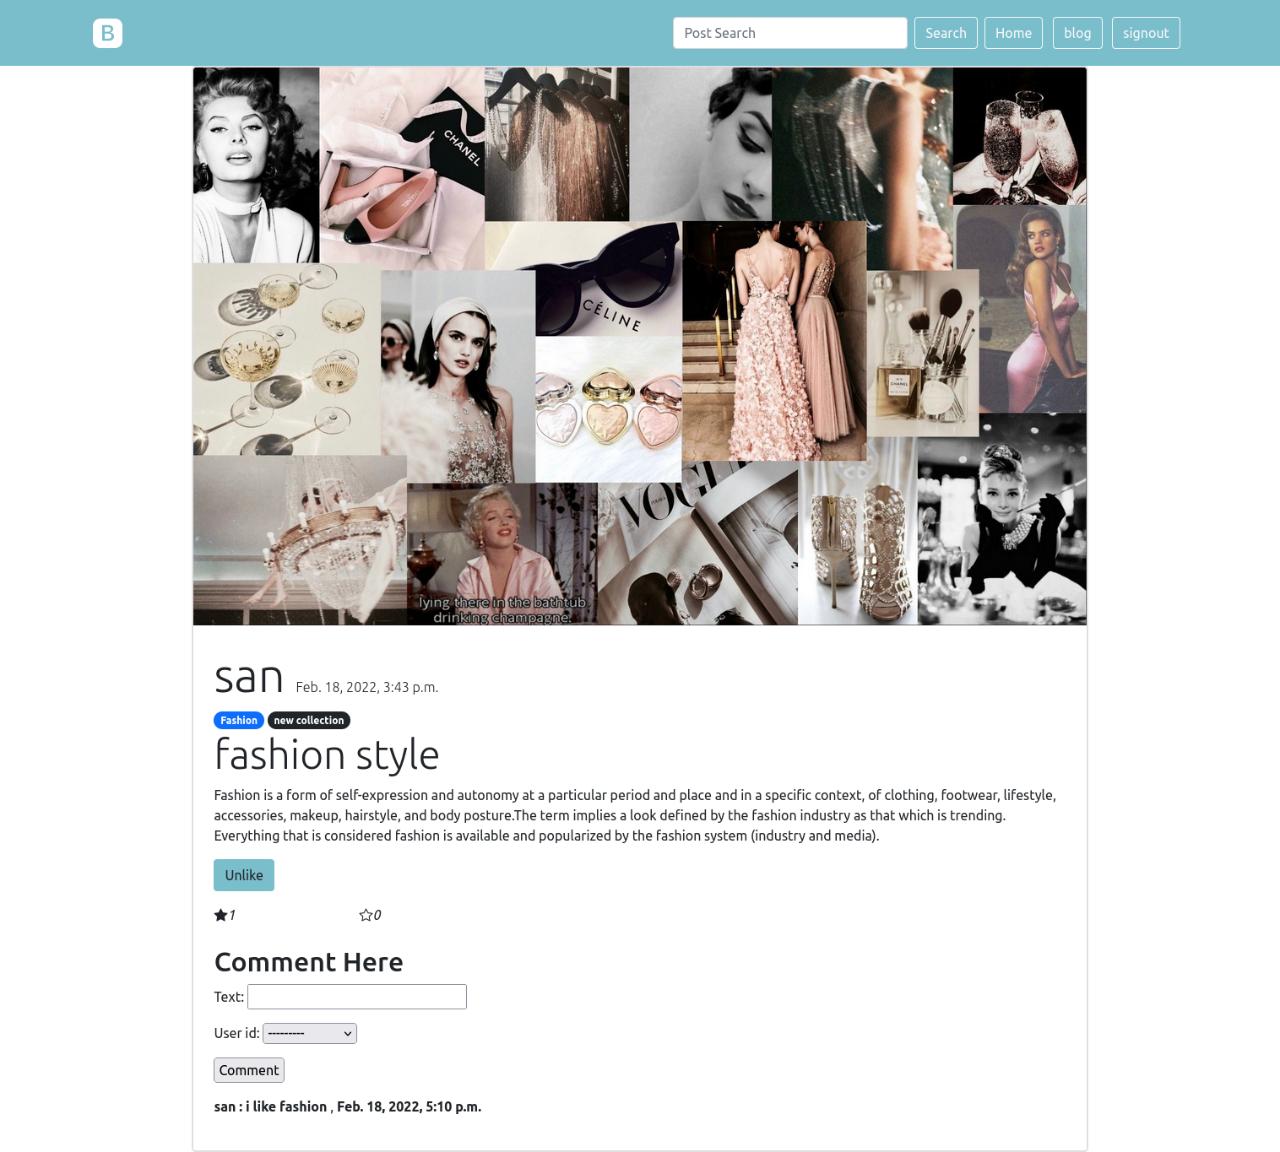 B
Post Search
Search
Home
blog
signout
CHANEL
CÉLINE
CHANEL
VOGU
lying there in the bathtub
drinking champagne.
san Feb. 18, 2022, 3:43 p.m.
Fashion new collection
fashion style
Fashion is a form of self-expression and autonomy at a particular period and place and in a specific context, of clothing, footwear, lifestyle,
accessories, makeup, hairstyle, and body posture.The term implies a look defined by the fashion industry as that which is trending.
Everything that is considered fashion is available and popularized by the fashion system (industry and media).
Unlike
1 0
Comment Here
Text:
User id: ---------
Comment
san : i like fashion , Feb. 18, 2022, 5:10 p.m.